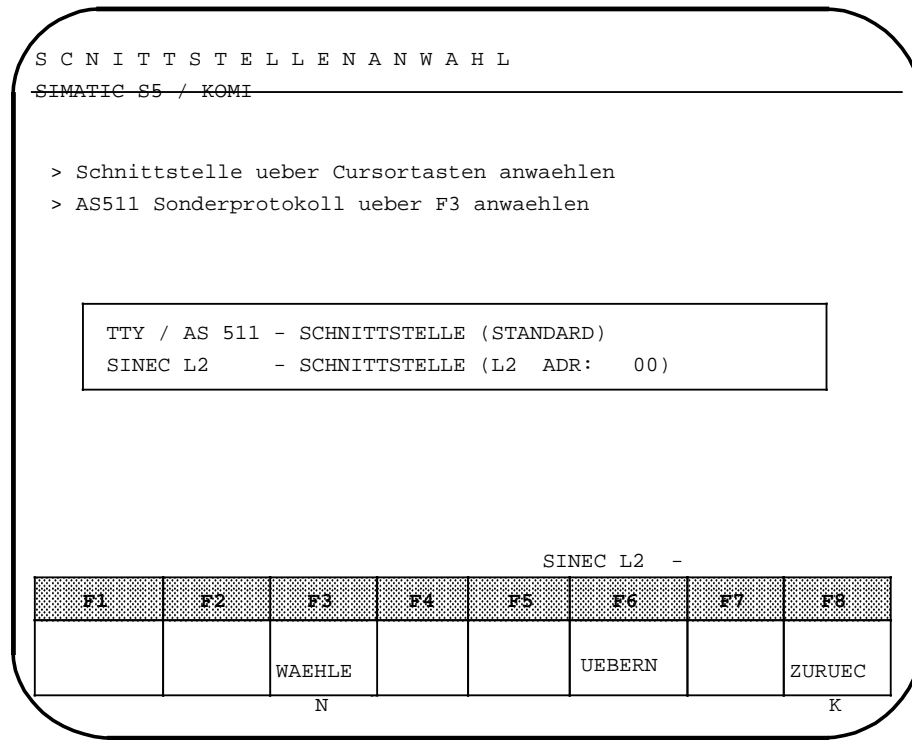 S C N I T T S T E L L E N A N W A H L
SIMATIC S5 / KOMI
> Schnittstelle ueber Cursortasten anwaehlen
> AS511 Sonderprotokoll ueber F3 anwaehlen
TTY / AS 511 - SCHNITTSTELLE (STANDARD)
SINEC L2 - SCHNITTSTELLE (L2 ADR: 00)
SINEC L2 -
F1 F2 F3 F4 F5 F6 F7 F8
WAEHLE UEBERN ZURUEC
N K